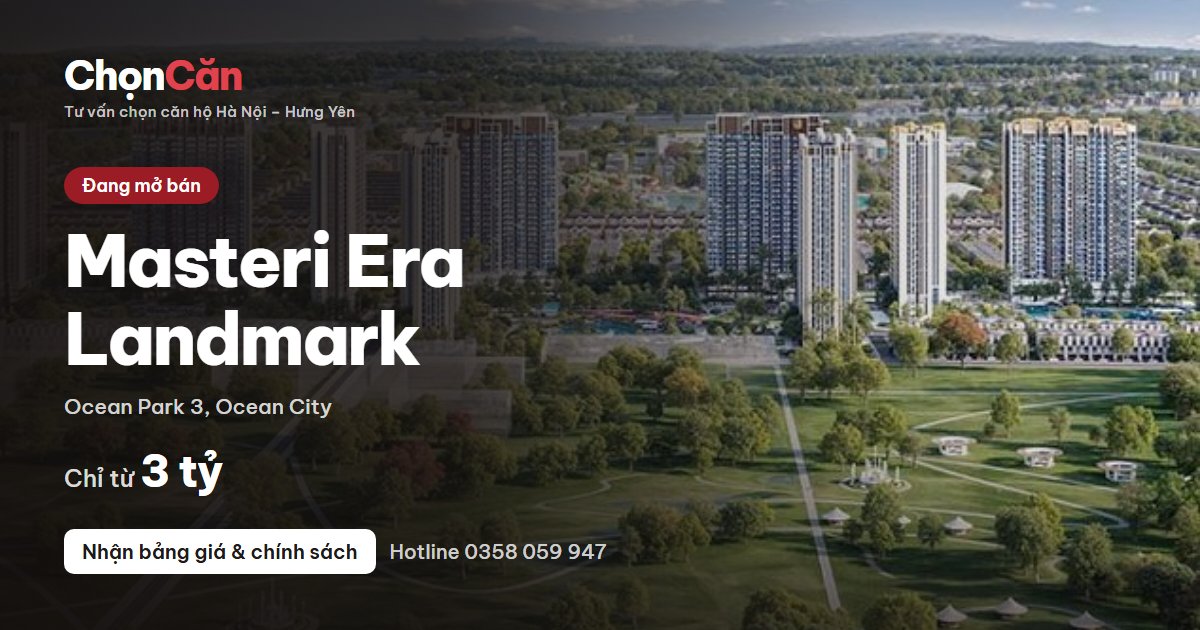 ChọnCăn
Tư vấn chọn căn hộ Hà Nội – Hưng Yên
Đang mở bán
Masteri Era
Landmark
Ocean Park 3, Ocean City
Chỉ từ 3 tỷ
Nhận bảng giá & chính sách
Hotline 0358 059 947